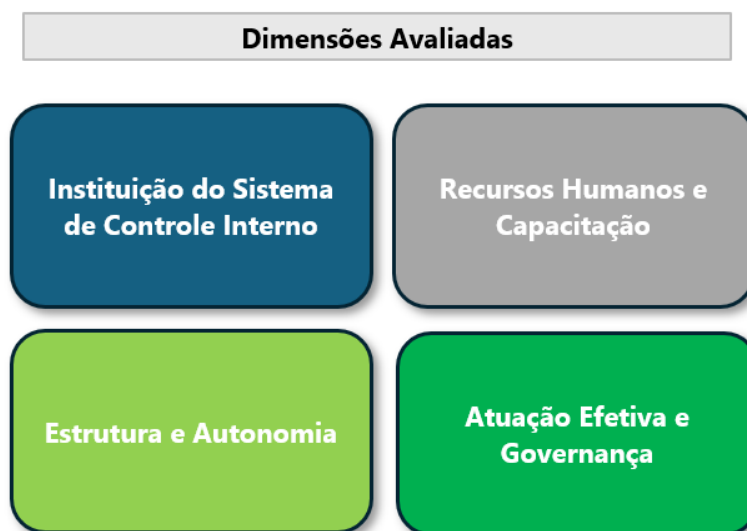 Dimensões Avaliadas
Instituição do Sistema
de Controle Interno
Recursos Humanos e
Capacitação
Estrutura e Autonomia
Atuação Efetiva e
Governança